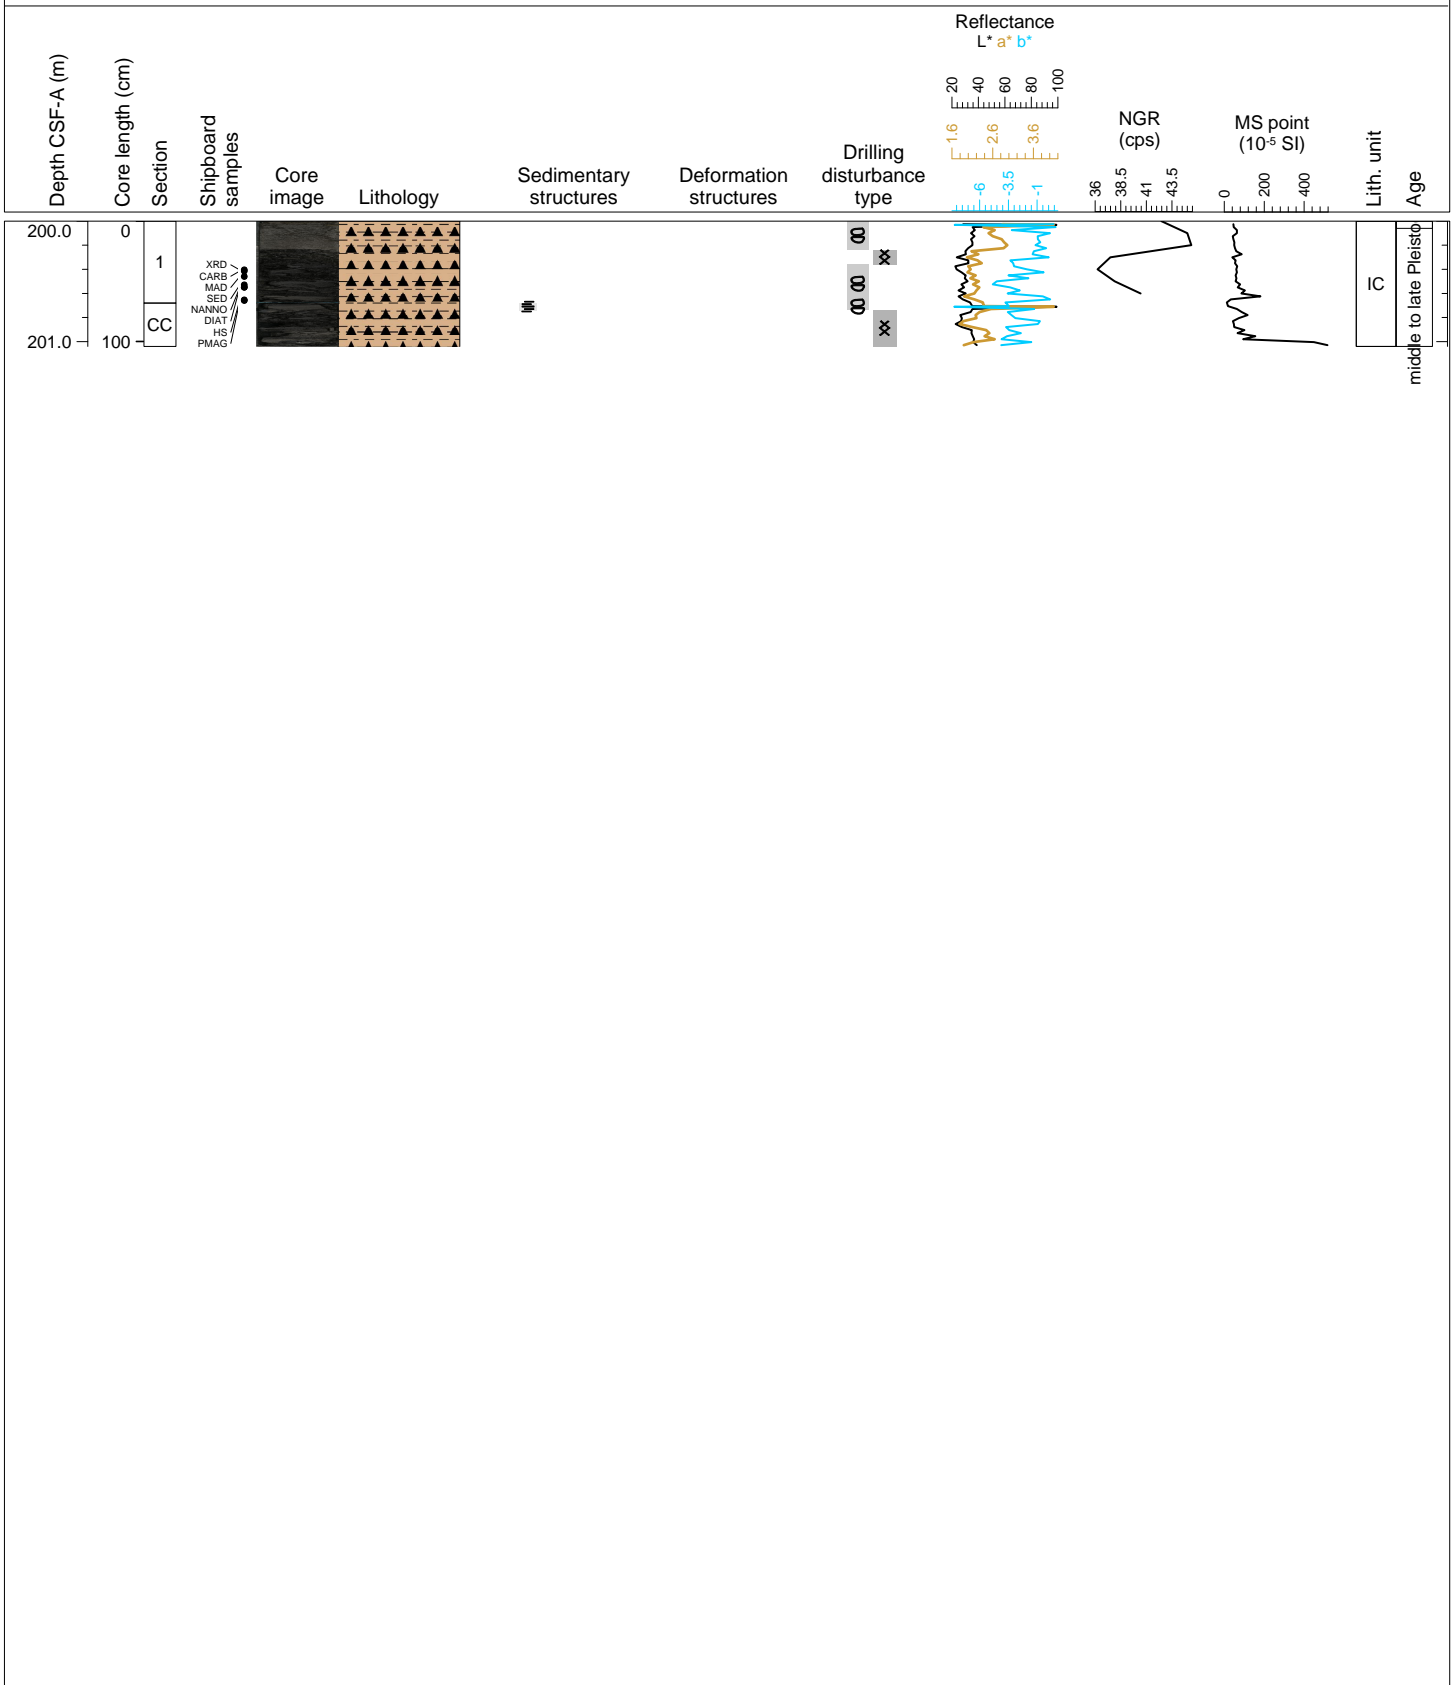 Depth CSF-A (m)
Core length (cm)
Section
Shipboard
samples
Core
image
Lithology
Sedimentary
structures
Deformation
structures
Drilling
disturbance
type
Reflectance
L* a* b*
20 40 60 80 100
1.6 2.6 3.6
-6 -3.5 -1
NGR
(cps)
36 38.5 41 43.5
MS point
(10-5 SI)
0 200 400
Lith. unit
Age
200.0
0
201.0
100
1
CC
XRD
CARB
MAD
SED
NANNO
DIAT
HS
PMAG
IC
middle to late Pleisto